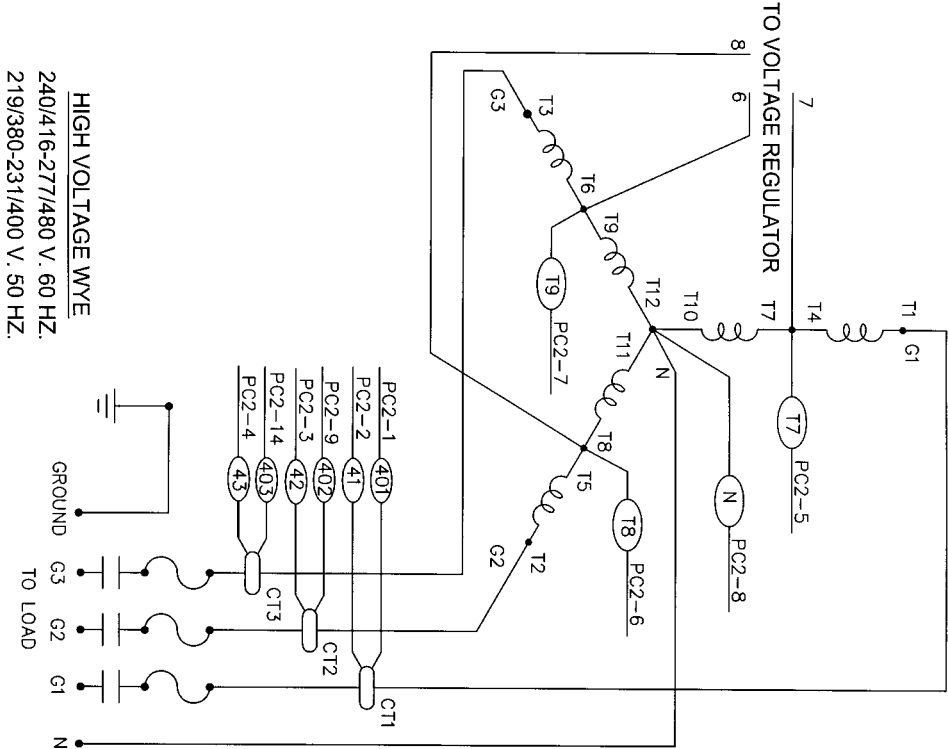 TO VOLTAGE REGULATOR
8
6
7
T3
G3
T6
T9
T12
T10
T7
T4
T1
G1
T9
PC2-7
T7
PC2-5
N
PC2-8
N
T11
T8
T5
T2
G2
T8
PC2-6
HIGH VOLTAGE WYE
240/416-277/480 V. 60 HZ.
219/380-231/400 V. 50 HZ.
PC2-1
401
PC2-2
41
PC2-9
402
PC2-3
42
PC2-14
403
PC2-4
43
CT3
CT2
CT1
GROUND
G3
G2
G1
N
TO LOAD